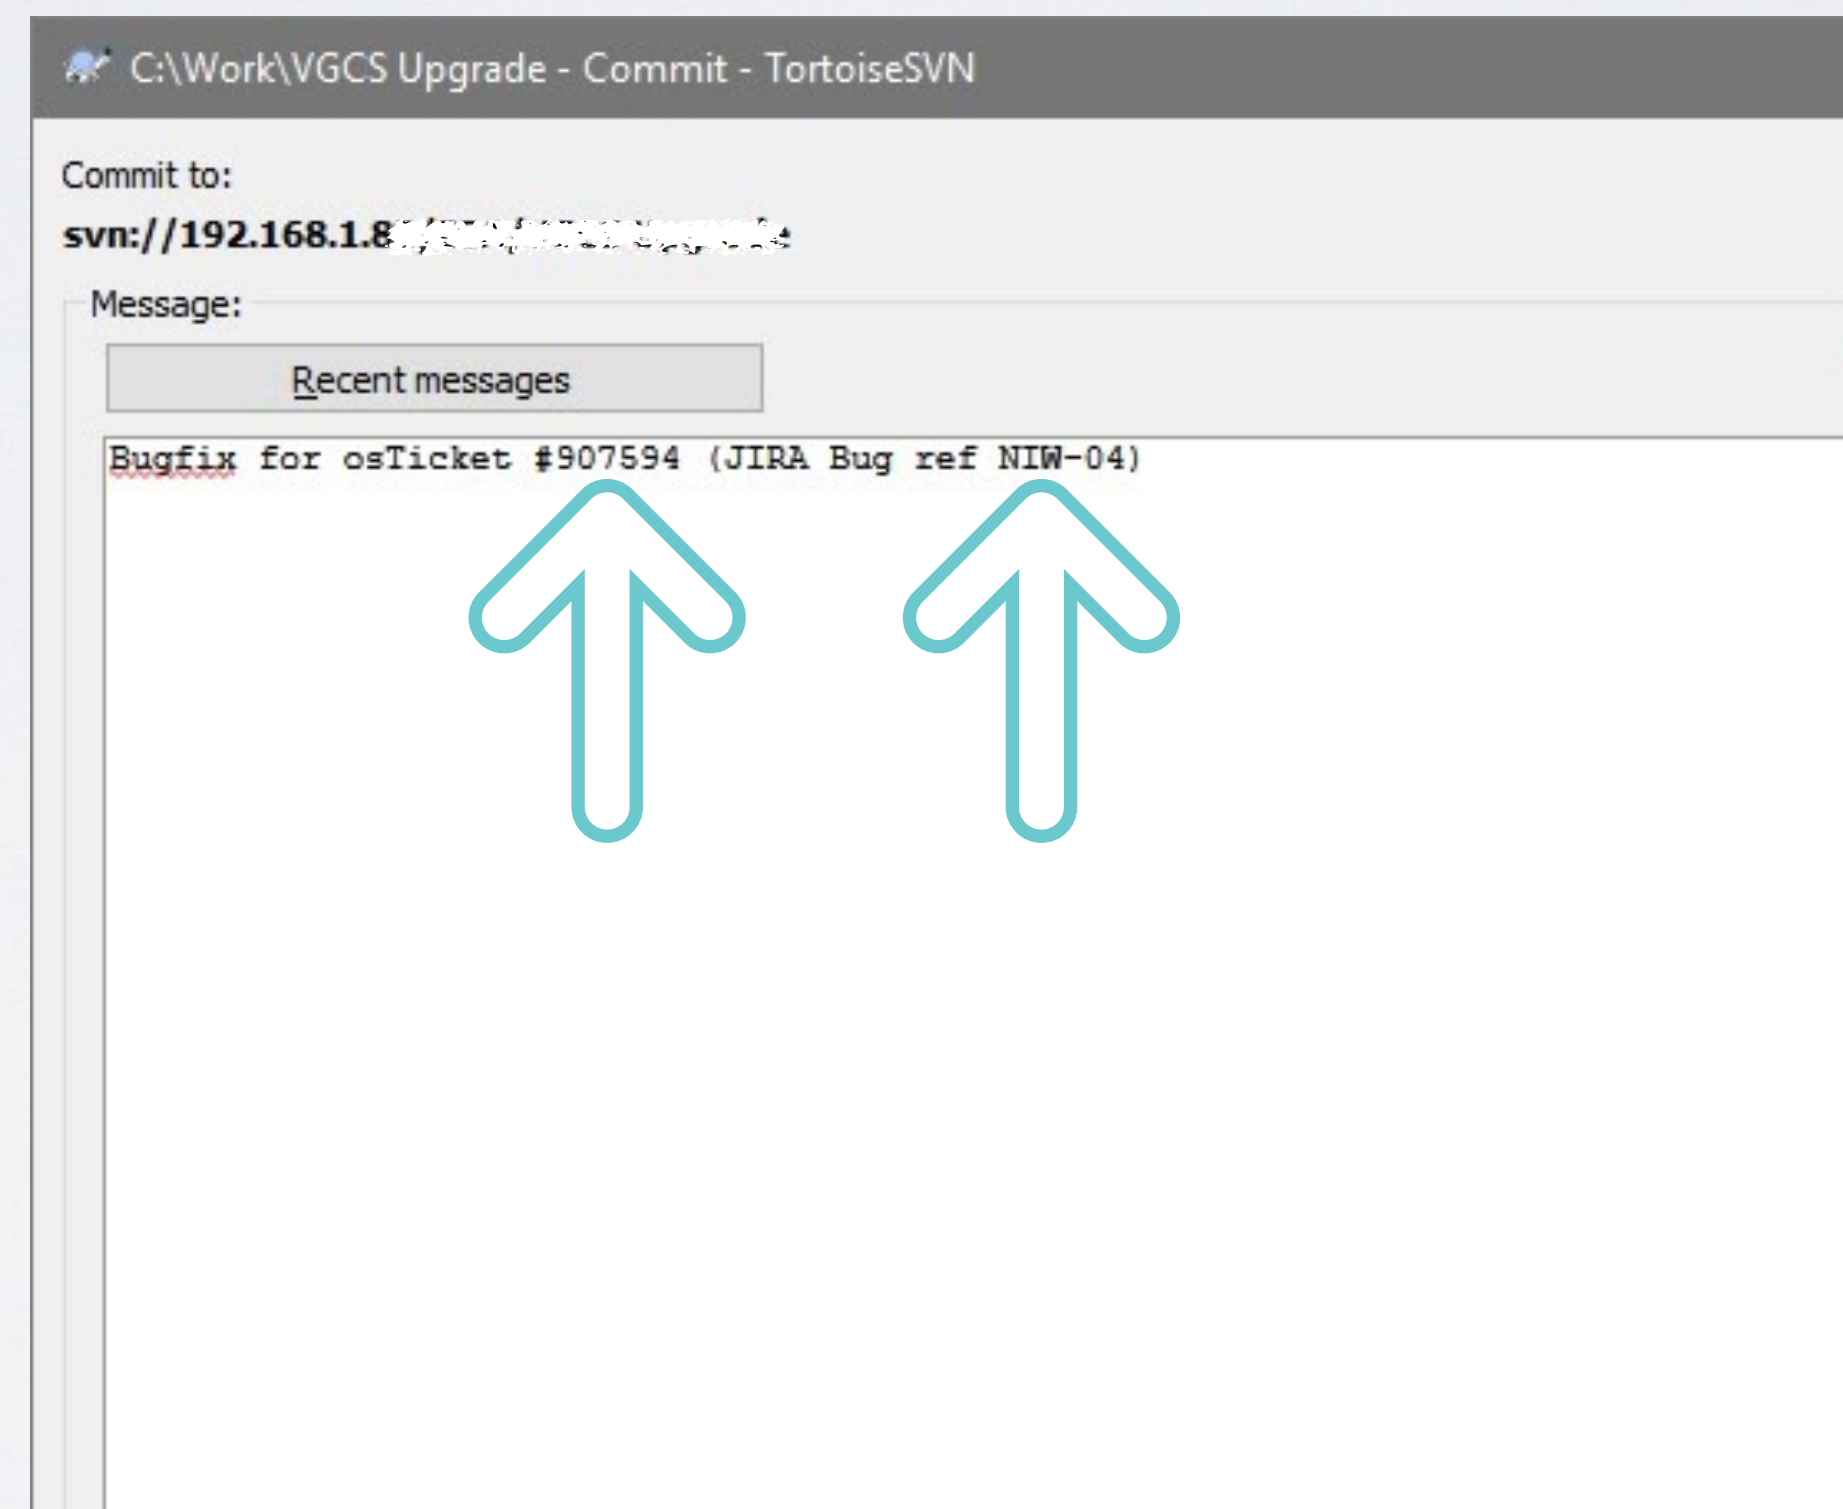 C:\Work\VGCS Upgrade - Commit - TortoiseSVN
Commit to:
svn://192.168.1.8
Message:
Recent messages
Bugfix for osTicket #907594 (JIRA Bug ref NIW-04)